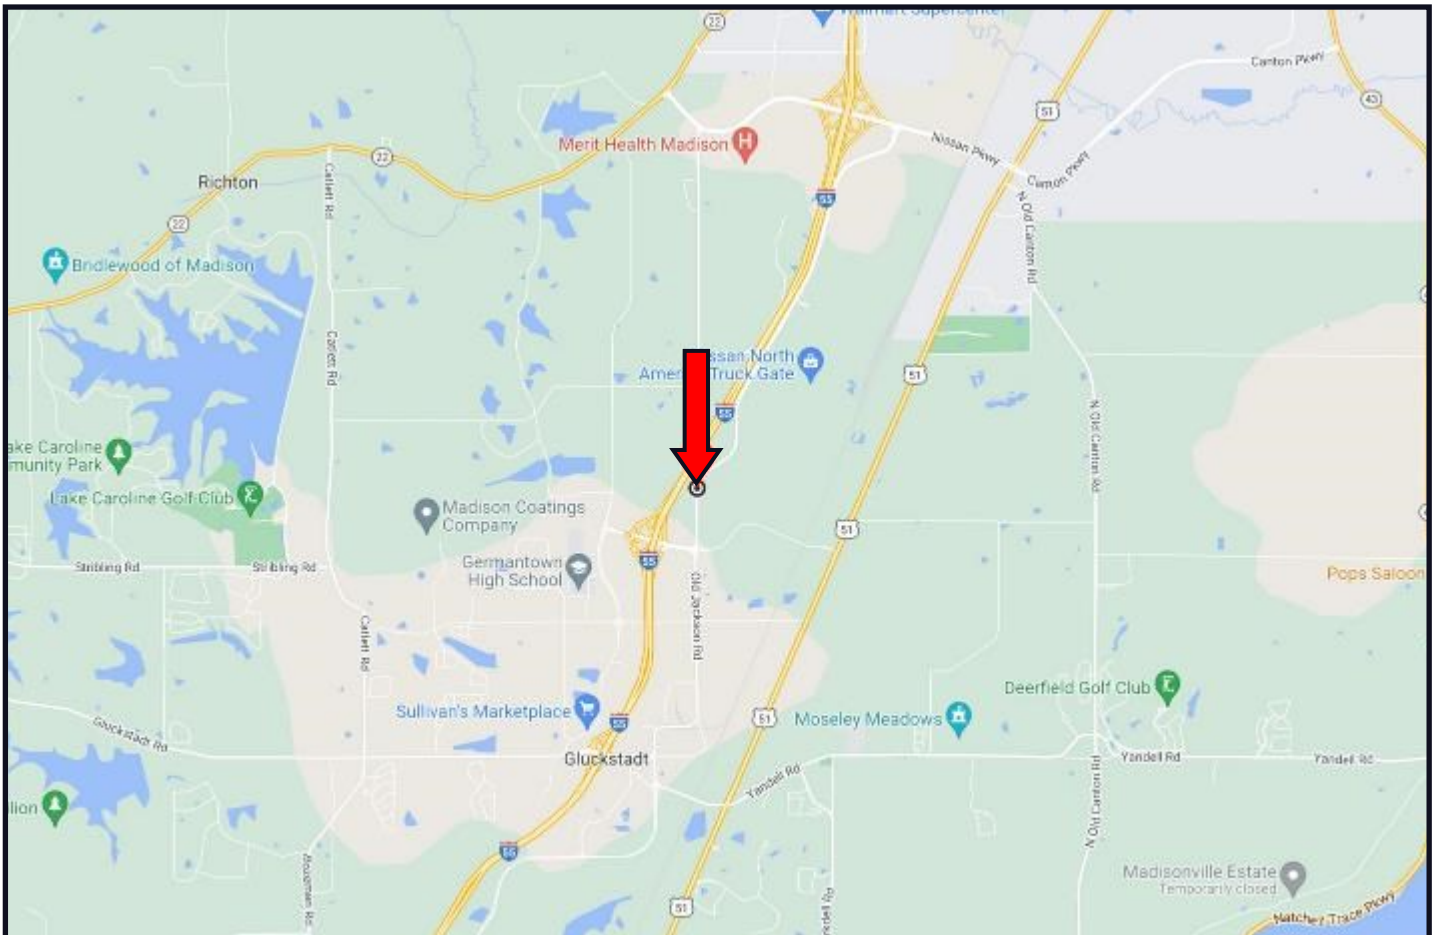 22
Walmart Supercenter
Canton Pkwy
51
43
Merit Health Madison
H
Nissan Pkwy
22
Richton
Catlett Rd
Canton Pkwy
55
N Old Canton Rd
22
Bridlewood of Madison
Catlett Rd
ssan North
Amer Truck Gate
51
55
N Old Canton Rd
ake Caroline
munity Park
Lake Caroline Golf Club
Madison Coatings
Company
51
Germantown
High School
55
Stribling Rd
Stribling Rd
Pops Saloon
Old Jackson Rd
Catlett Rd
Deerfield Golf Club
Sullivan's Marketplace
55
51
Moseley Meadows
Gluckstadt Rd
Gluckstadt
Yandell Rd
Yandell Rd
Yandell Rd
N Old Canton Rd
llion
55
Bozeman Rd
Madisonville Estate
Temporarily closed
51
rkdell Rd
Natchez Trace Pkwy